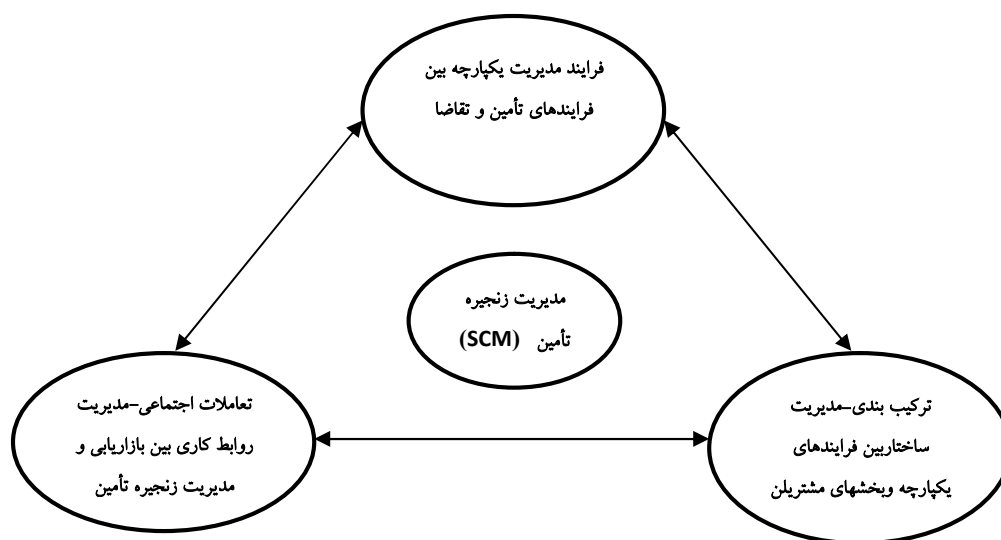 فرایند مدیریت یکپارچه بین
فرایندهای تأمین و تقاضا
مدیریت زنجیره
تأمین (SCM)
تعاملات اجتماعی-مدیریت
روابط کاری بین بازاریابی و
مدیریت زنجیره تأمین
ترکیب بندی-مدیریت
ساختاربین فرایندهای
یکپارچه وبخشهای مشتریلن